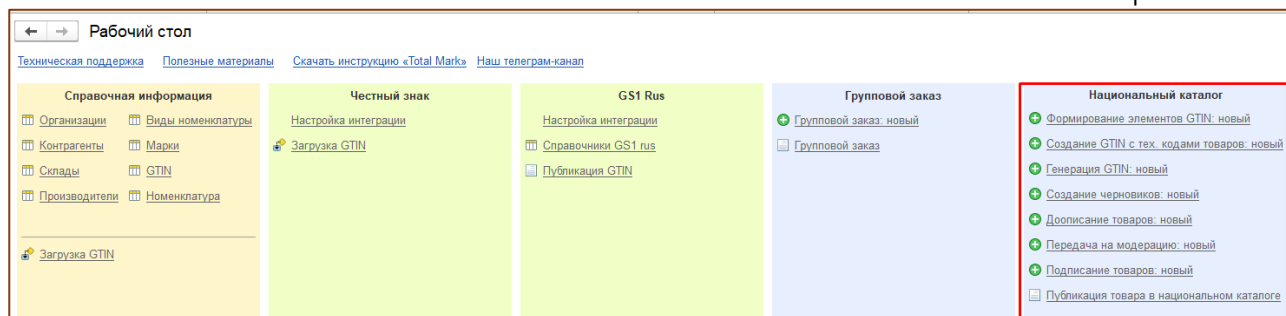 Рабочий стол
Техническая поддержка Полезные материалы Скачать инструкцию «Total Mark» Наш телеграм-канал
Справочная информация
Организации Виды номенклатуры
Контрагенты Марки
Склады GTIN
Производители Номенклатура
Загрузка GTIN
Честный знак
Настройка интеграции
Загрузка GTIN
GS1 Rus
Настройка интеграции
Справочники GS1 rus
Публикация GTIN
Групповой заказ
Групповой заказ: новый
Групповой заказ
Национальный каталог
Формирование элементов GTIN: новый
Создание GTIN с тех. кодами товаров: новый
Генерация GTIN: новый
Создание черновиков: новый
Доописание товаров: новый
Передача на модерацию: новый
Подписание товаров: новый
Публикация товара в национальном каталоге